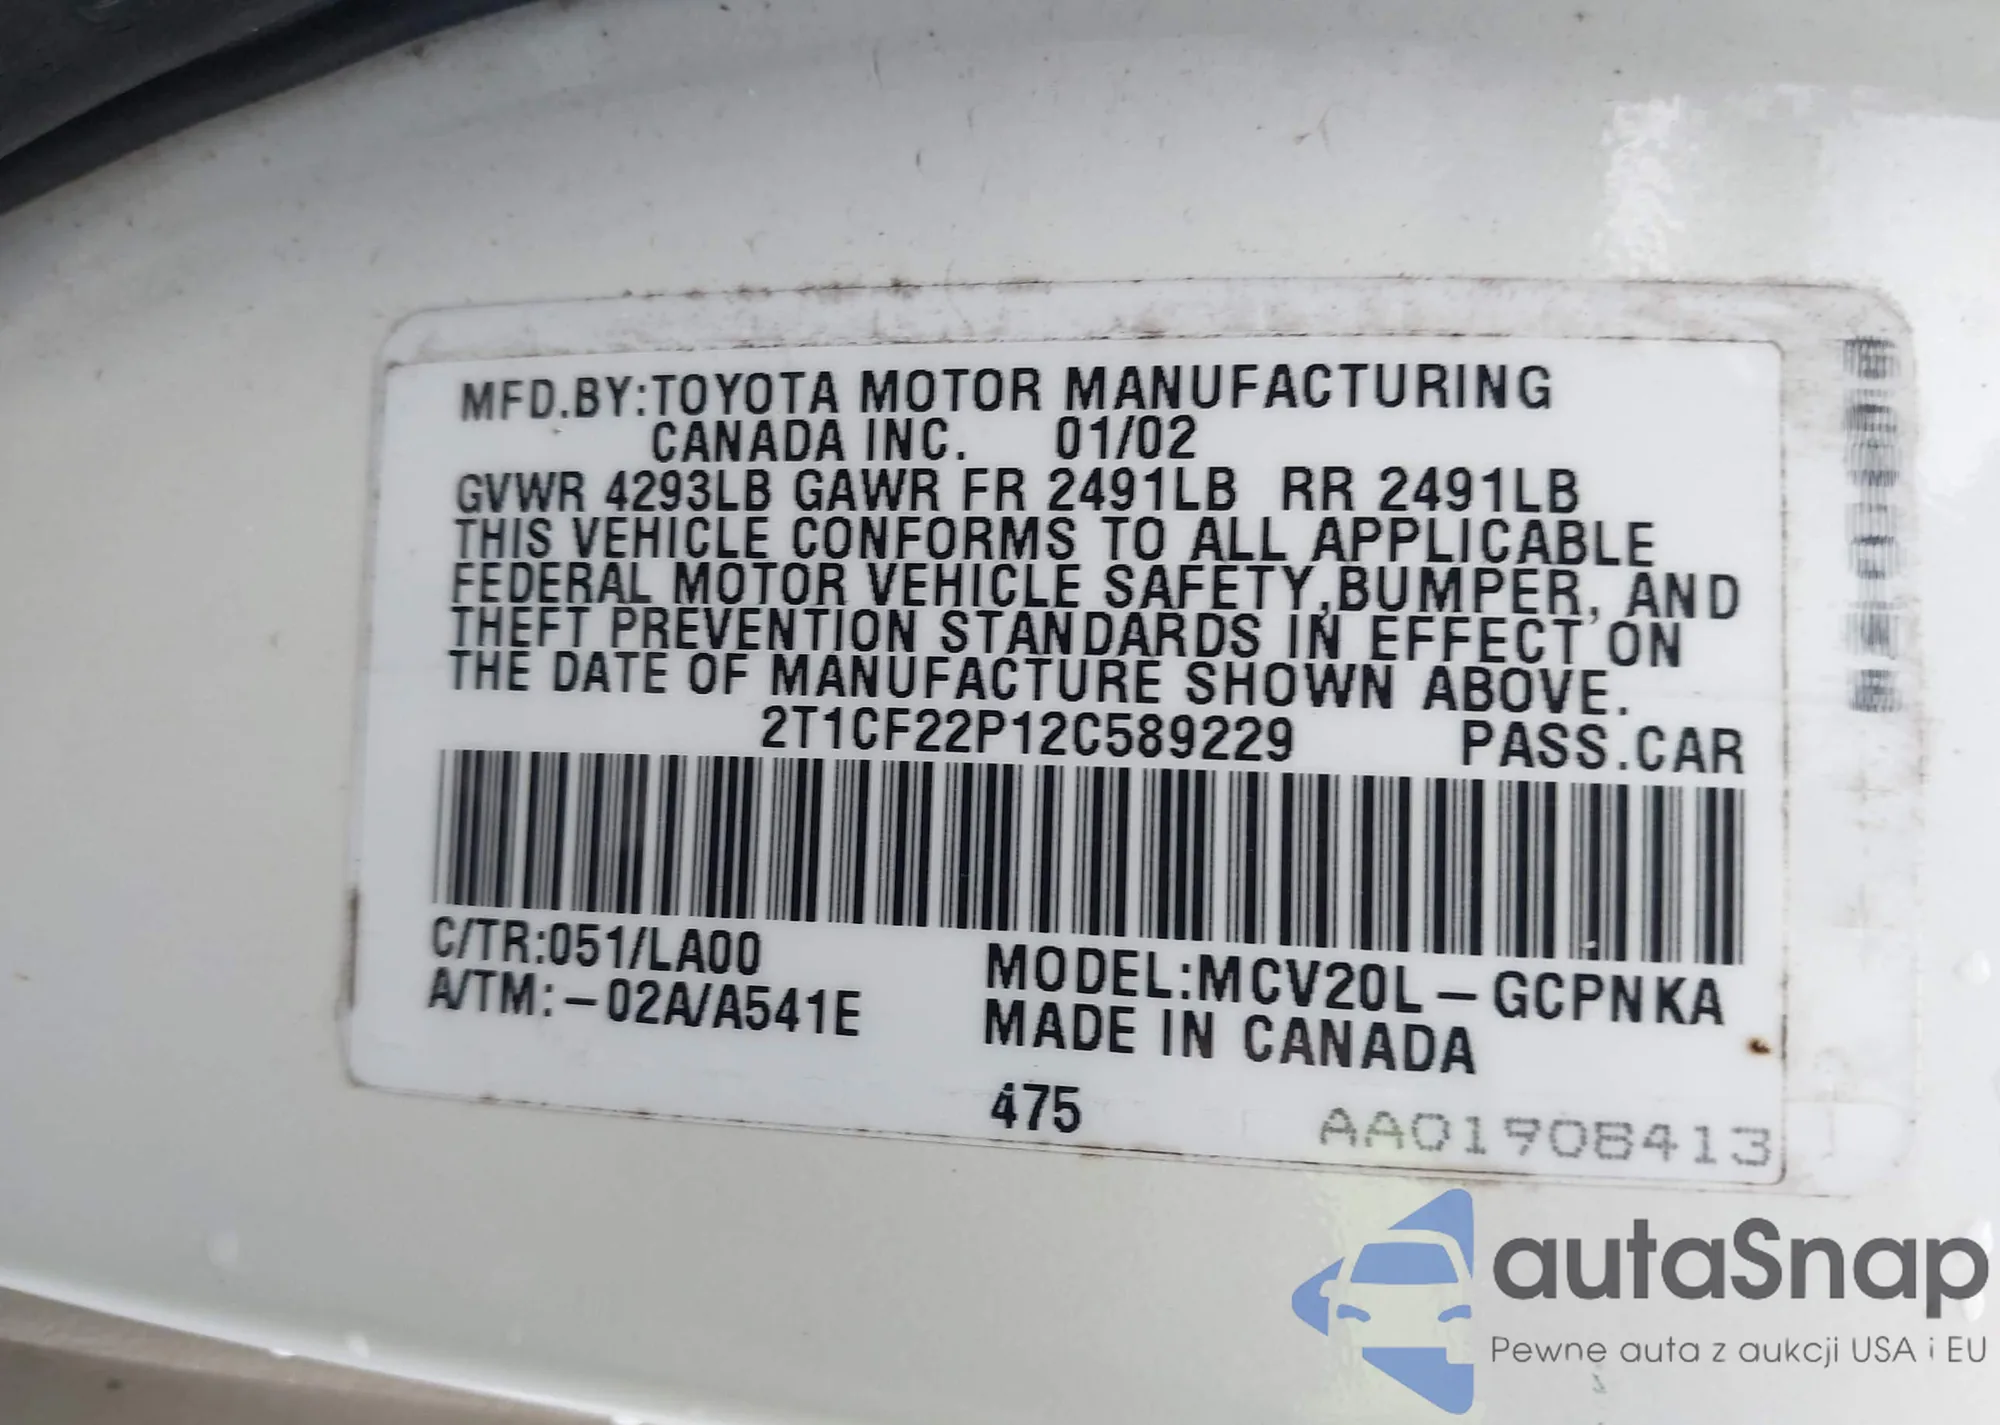 MFD.BY:TOYOTA MOTOR MANUFACTURING
CANADA INC. 01/02
GVWR 4293LB GAWR FR 2491LB RR 2491LB
THIS VEHICLE CONFORMS TO ALL APPLICABLE
FEDERAL MOTOR VEHICLE SAFETY,BUMPER, AND
THEFT PREVENTION STANDARDS IN EFFECT ON
THE DATE OF MANUFACTURE SHOWN ABOVE.
2T1CF22P12C589229 PASS.CAR
C/TR:051/LA00
A/TM:-02A/A541E
MODEL:MCV20L-GCPNKA
MADE IN CANADA
475
AA01908413
autaSnap
Pewne auta z aukcji USA i EU